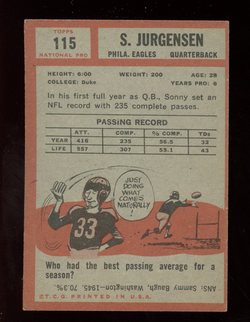 TOPPS
115
NATIONAL PRO
S. JURGENSEN
PHILA. EAGLES QUARTERBACK
HEIGHT: 6:00 WEIGHT: 200 AGE: 28
COLLEGE: Duke YEARS PRO: 6
In his first full year as Q.B., Sonny set an
NFL record with 235 complete passes.
PASSING RECORD
ATT. COMP. COMP.% TDs
YEAR 416 235 56.5 32
LIFE 557 307 55.1 43
JUST
DOING
WHAT
COMES
NATURALLY!
33
Who had the best passing average for a
season?
ANS: Sammy Baugh, Washington-1945: 70.3%
©T.C.G. PRINTED IN U.S.A.